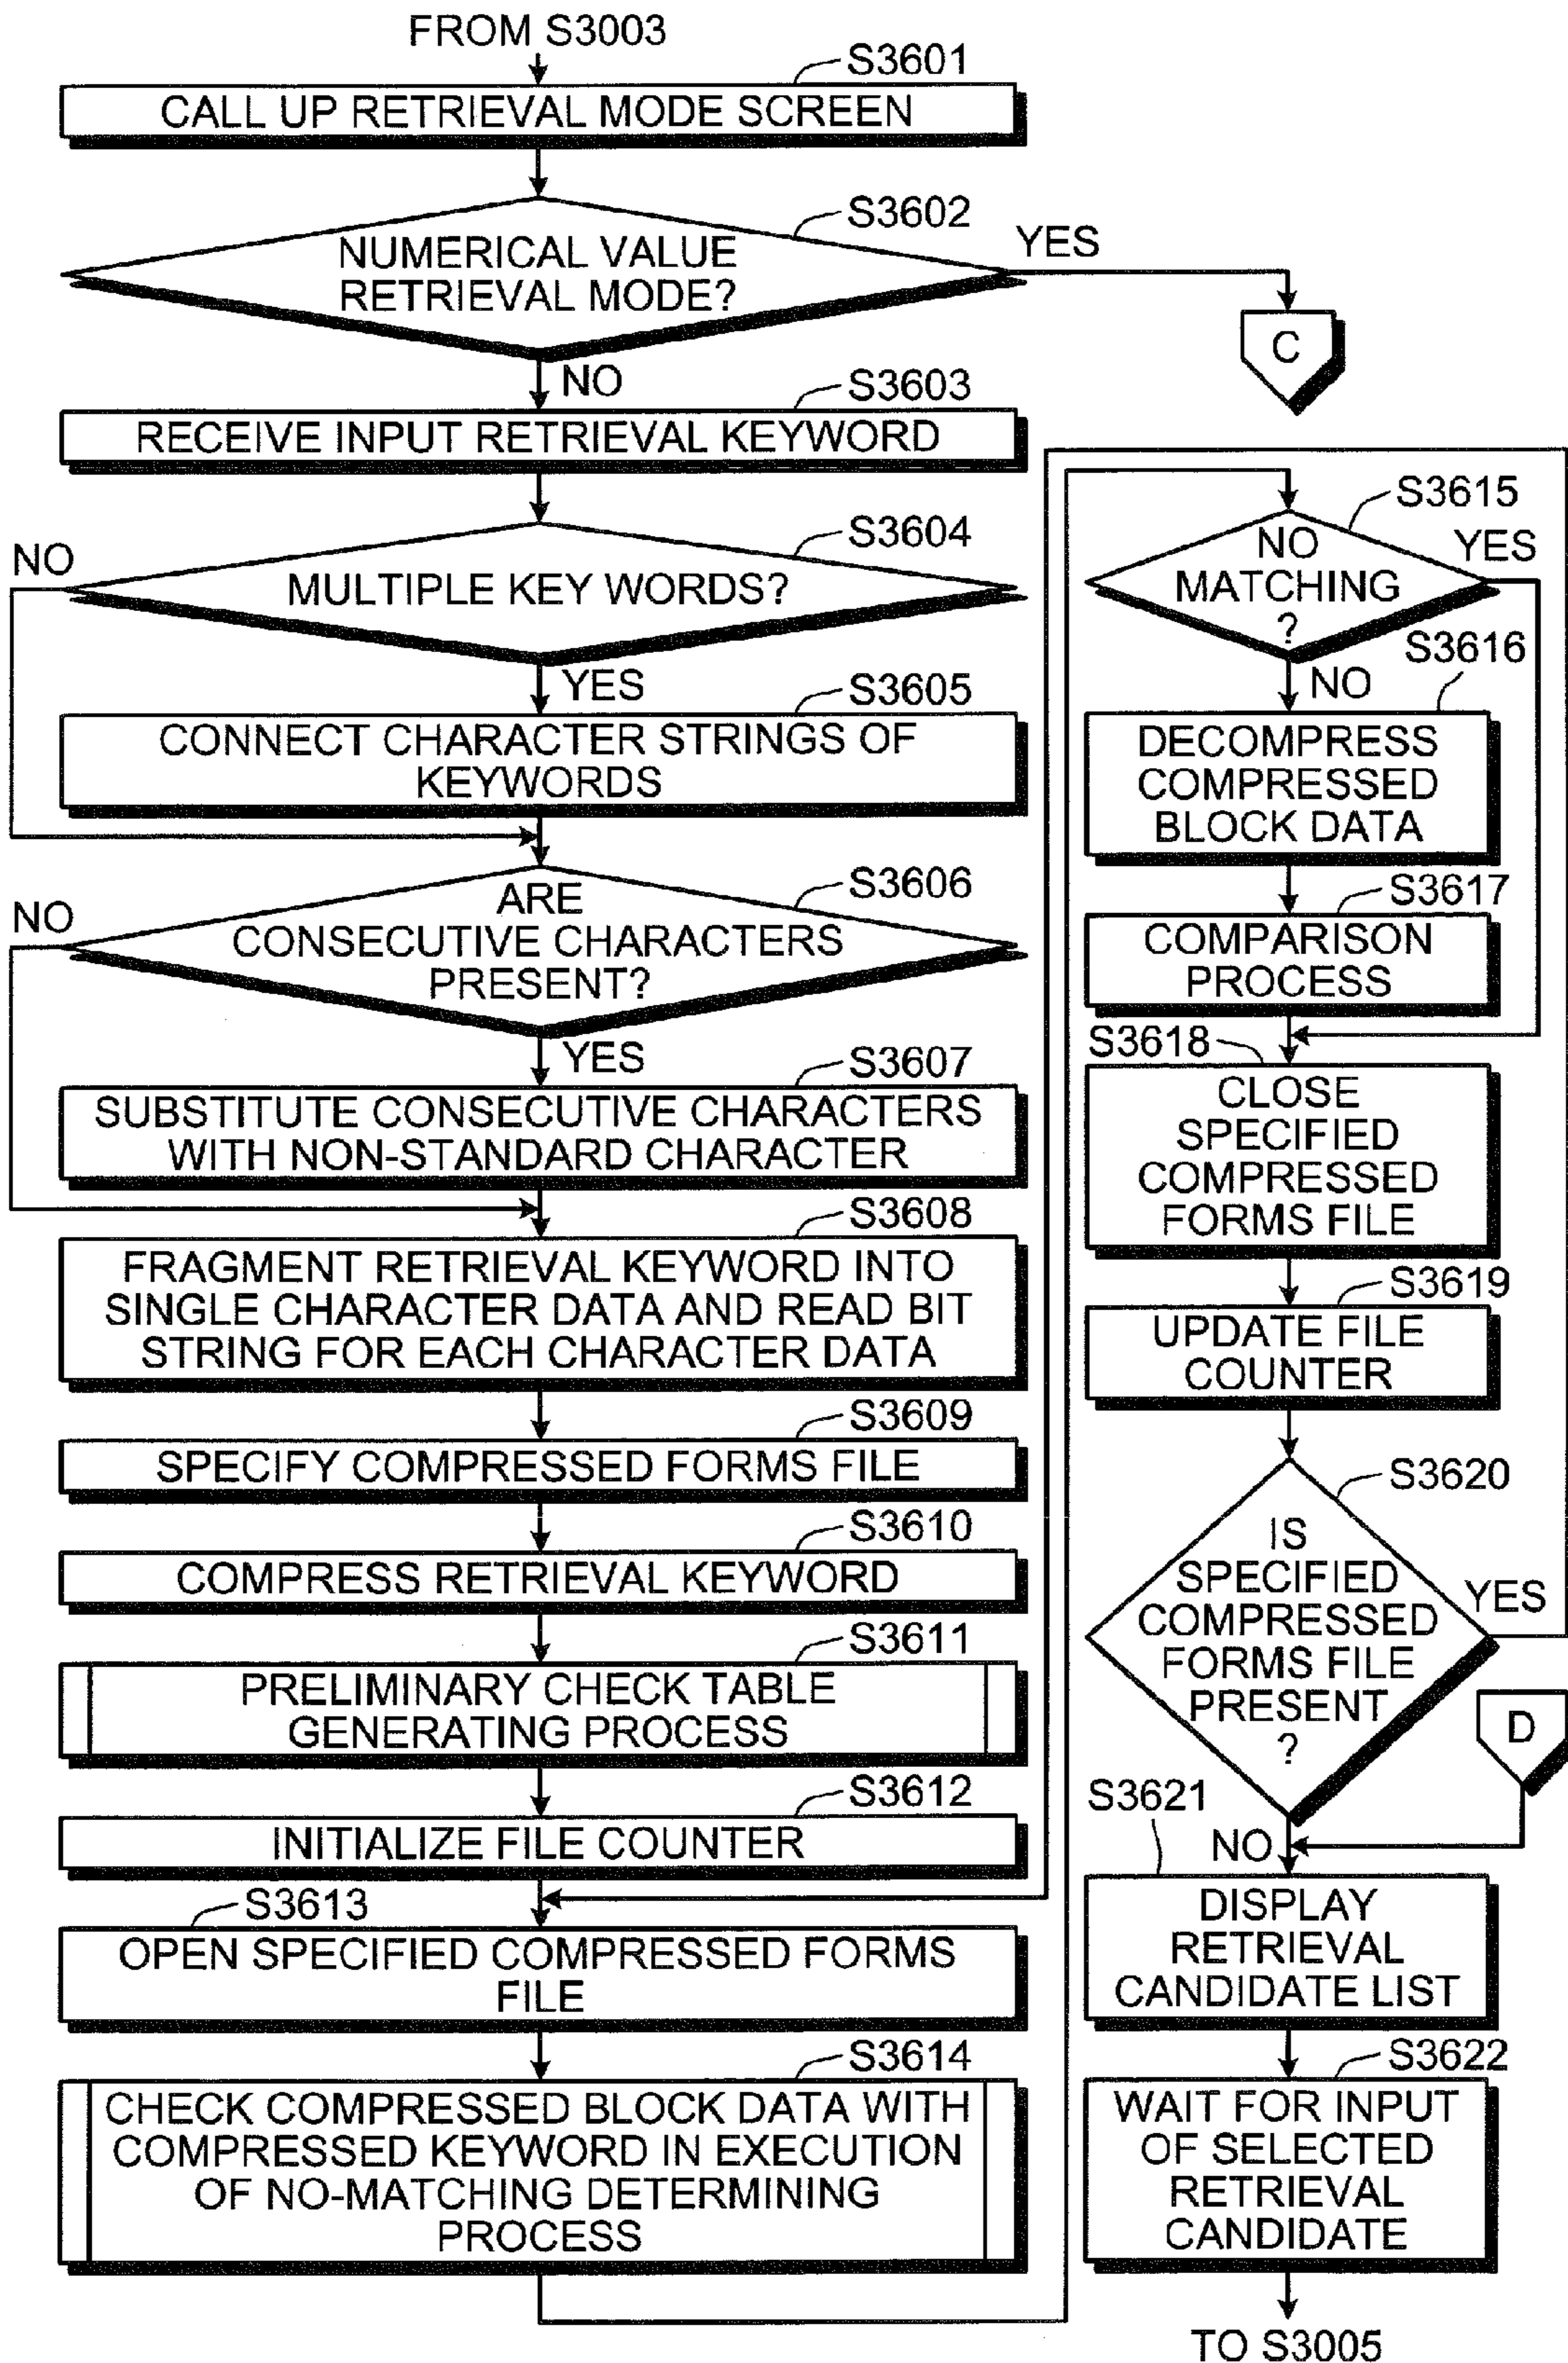 FROM S3003
S3601
CALL UP RETRIEVAL MODE SCREEN
S3602
NUMERICAL VALUE
RETRIEVAL MODE?
YES
C
NO
S3603
RECEIVE INPUT RETRIEVAL KEYWORD
S3604
NO
MULTIPLE KEY WORDS?
YES
S3605
CONNECT CHARACTER STRINGS OF
KEYWORDS
S3606
NO
ARE
CONSECUTIVE CHARACTERS
PRESENT?
YES
S3607
SUBSTITUTE CONSECUTIVE CHARACTERS
WITH NON-STANDARD CHARACTER
S3608
FRAGMENT RETRIEVAL KEYWORD INTO
SINGLE CHARACTER DATA AND READ BIT
STRING FOR EACH CHARACTER DATA
S3609
SPECIFY COMPRESSED FORMS FILE
S3610
COMPRESS RETRIEVAL KEYWORD
S3611
PRELIMINARY CHECK TABLE
GENERATING PROCESS
S3612
INITIALIZE FILE COUNTER
S3613
OPEN SPECIFIED COMPRESSED FORMS
FILE
S3614
CHECK COMPRESSED BLOCK DATA WITH
COMPRESSED KEYWORD IN EXECUTION
OF NO-MATCHING DETERMINING
PROCESS
S3615
NO
MATCHING
?
YES
NO
S3616
DECOMPRESS
COMPRESSED
BLOCK DATA
S3617
COMPARISON
PROCESS
S3618
CLOSE
SPECIFIED
COMPRESSED
FORMS FILE
S3619
UPDATE FILE
COUNTER
S3620
IS
SPECIFIED
COMPRESSED
FORMS FILE
PRESENT
?
YES
D
S3621
NO
DISPLAY
RETRIEVAL
CANDIDATE LIST
S3622
WAIT FOR INPUT
OF SELECTED
RETRIEVAL
CANDIDATE
TO S3005